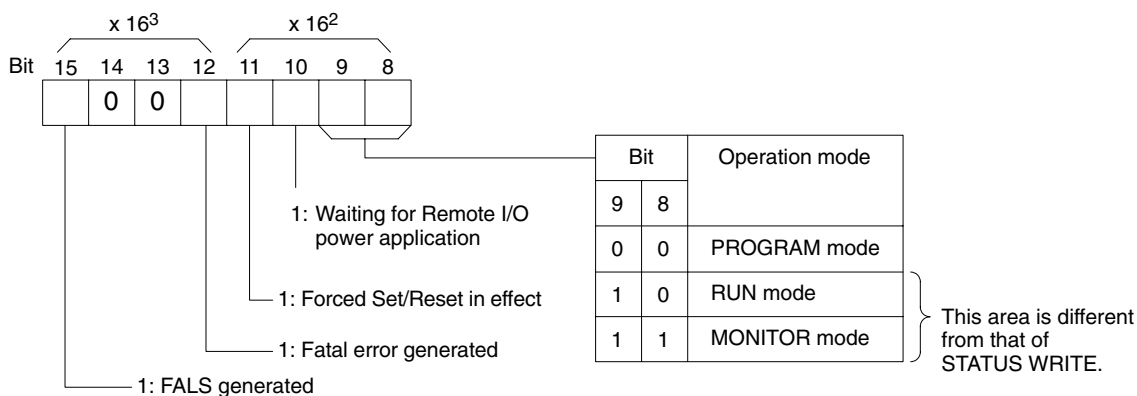 x 16³ x 16²
Bit 15 14 13 12 11 10 9 8
0 0
Bit Operation mode
9 8
0 0 PROGRAM mode
1 0 RUN mode
1 1 MONITOR mode
This area is different
from that of
STATUS WRITE.
1: Waiting for Remote I/O
power application
1: Forced Set/Reset in effect
1: Fatal error generated
1: FALS generated